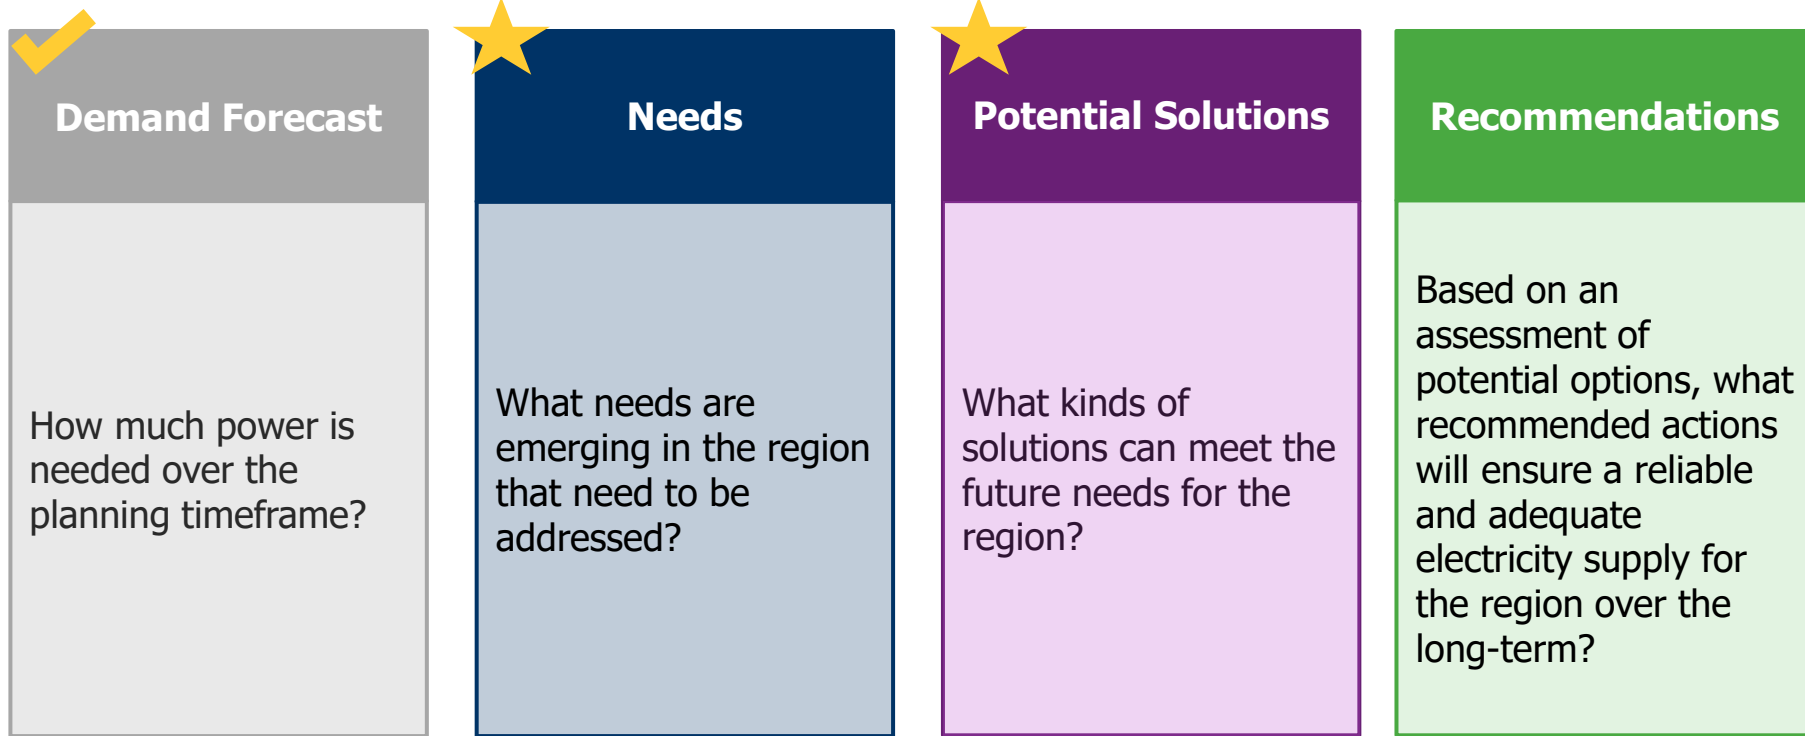 Demand Forecast
How much power is
needed over the
planning timeframe?
Needs
What needs are
emerging in the region
that need to be
addressed?
Potential Solutions
What kinds of
solutions can meet the
future needs for the
region?
Recommendations
Based on an
assessment of
potential options, what
recommended actions
will ensure a reliable
and adequate
electricity supply for
the region over the
long-term?